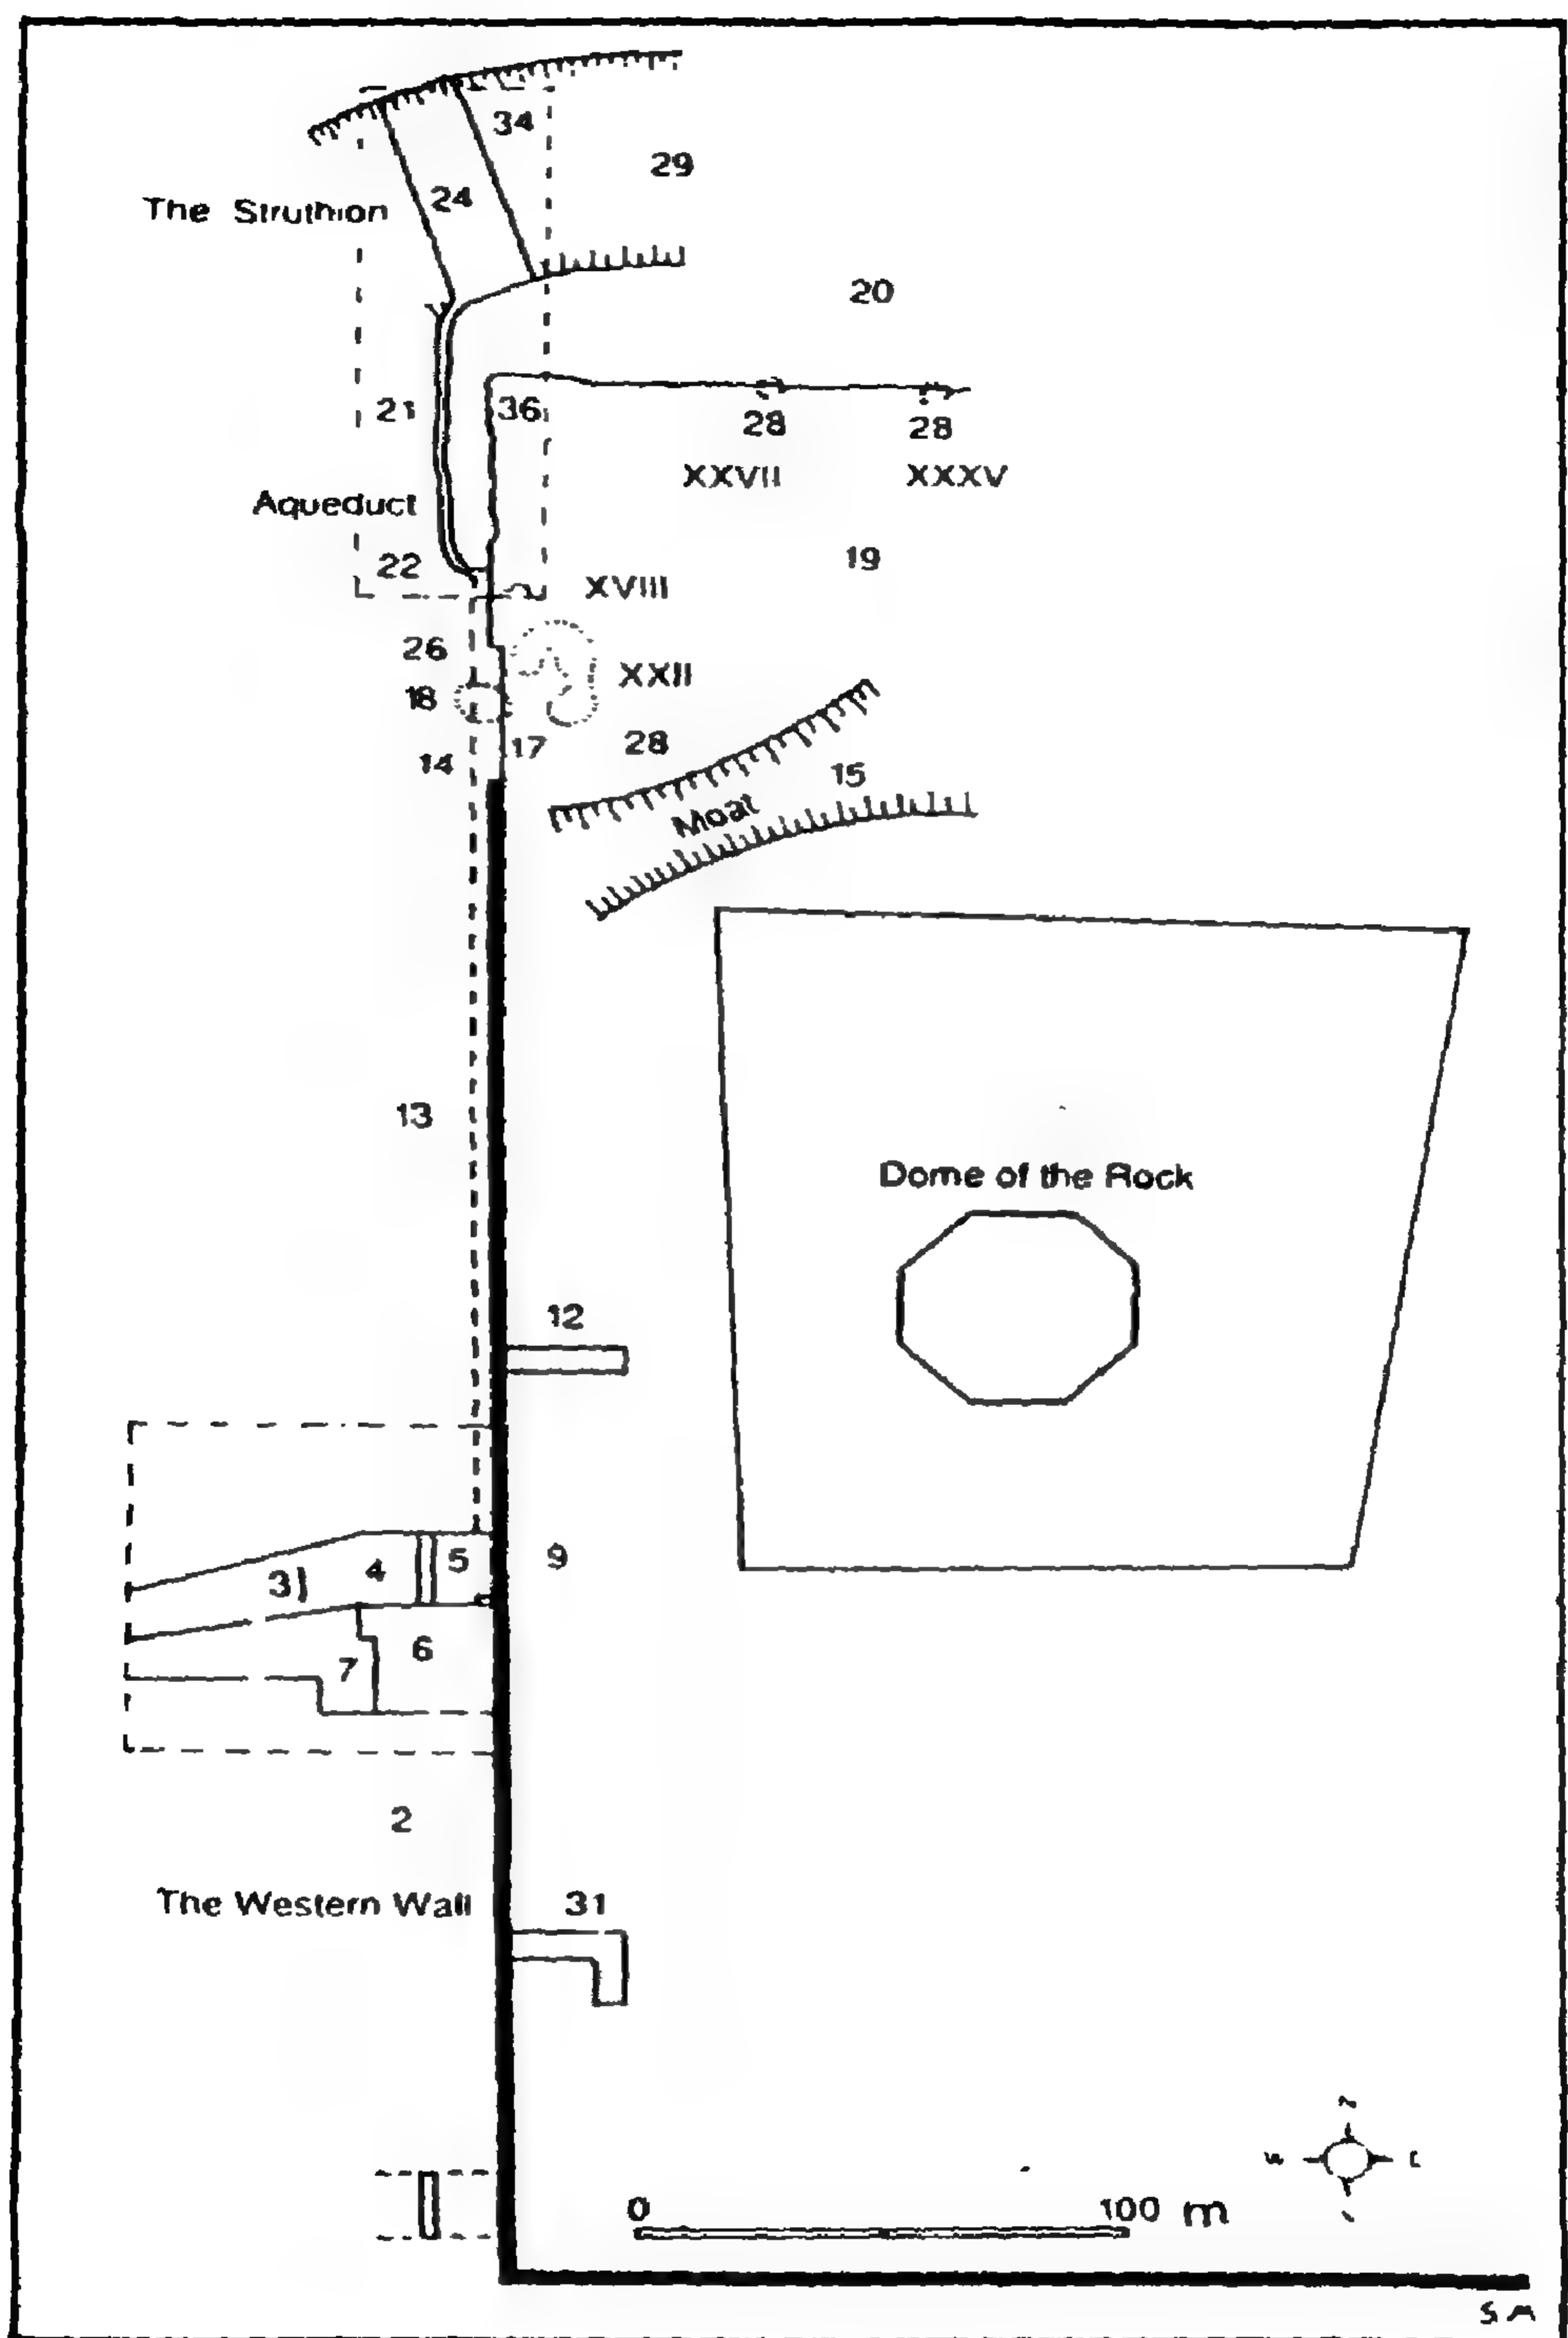 34
29
24
The Struthion
20
21
36
28
28
XXVII
XXXV
Aqueduct
22
19
XVIII
26
XXII
18
17
28
14
15
Moat
13
Dome of the Rock
12
3
4
5
9
6
7
2
The Western Wall
31
0
100 m